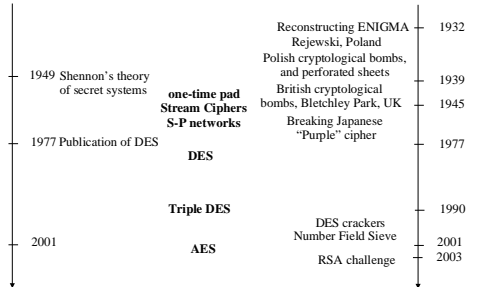 Reconstructing ENIGMA 1932
Rejewski, Poland
Polish cryptological bombs,
and perforated sheets
1939
1949 Shannon's theory
of secret systems
one-time pad
Stream Ciphers
S-P networks
British cryptological
bombs, Bletchley Park, UK
1945
Breaking Japanese
"Purple" cipher
1977 Publication of DES
1977
DES
Triple DES
1990
DES crackers
Number Field Sieve
2001
AES
2001
RSA challenge
2003